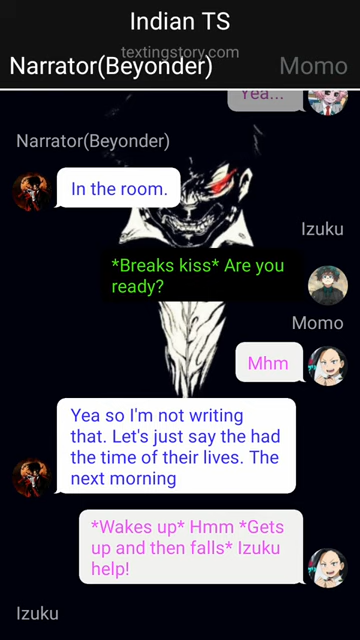 Indian TS
textingstory.com
Narrator(Beyonder) Momo
Yea...
Narrator(Beyonder)
In the room.
Izuku
*Breaks kiss* Are you
ready?
Momo
Mhm
Yea so I'm not writing
that. Let's just say the had
the time of their lives. The
next morning
*Wakes up* Hmm *Gets
up and then falls* Izuku
help!
Izuku